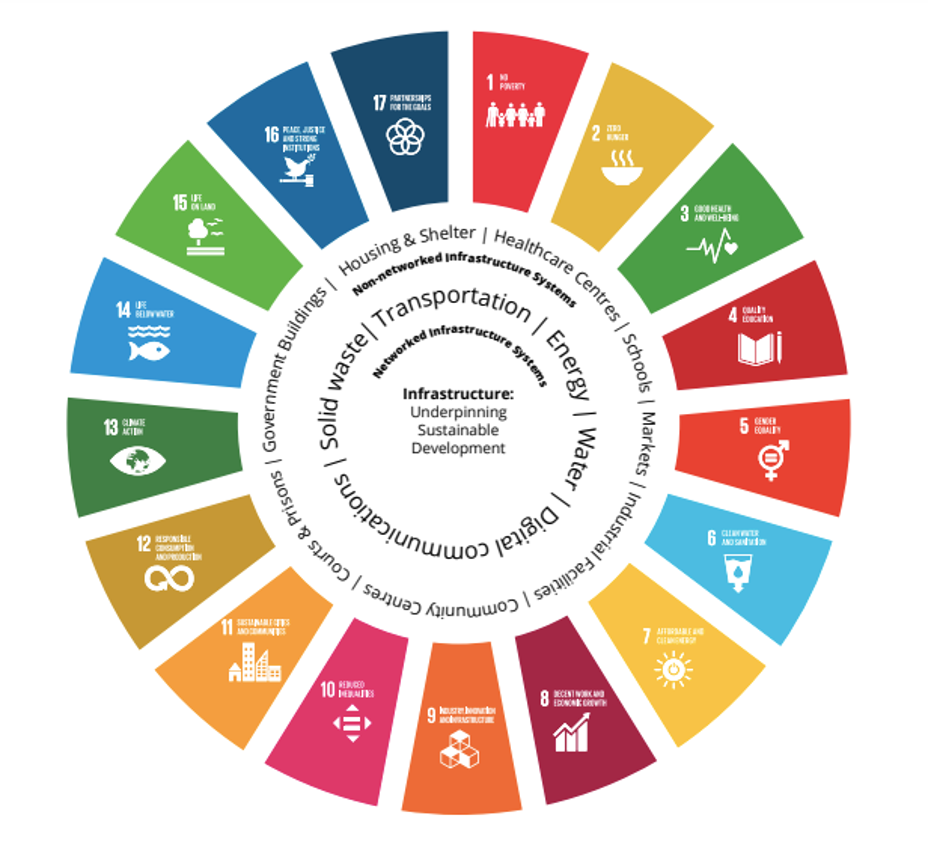 1 NO
POVERTY
2 ZERO
HUNGER
3 GOOD HEALTH
AND WELL-BEING
4 QUALITY
EDUCATION
5 GENDER
EQUALITY
6 CLEAN WATER
AND SANITATION
7 AFFORDABLE AND
CLEAN ENERGY
8 DECENT WORK AND
ECONOMIC GROWTH
9 INDUSTRY, INNOVATION
AND INFRASTRUCTURE
10 REDUCED
INEQUALITIES
11 SUSTAINABLE CITIES
AND COMMUNITIES
12 RESPONSIBLE
CONSUMPTION
AND PRODUCTION
13 CLIMATE
ACTION
14 LIFE
BELOW WATER
15 LIFE
ON LAND
16 PEACE, JUSTICE
AND STRONG
INSTITUTIONS
17 PARTNERSHIPS
FOR THE GOALS
Housing & Shelter | Healthcare Centres | Schools | Markets | Industrial Facilities | Community Centres | Courts & Prisons | Government Buildings |
Non-networked Infrastructure Systems
Transportation | Energy | Water | Digital communications | Solid waste |
Networked Infrastructure Systems
Infrastructure:
Underpinning
Sustainable
Development